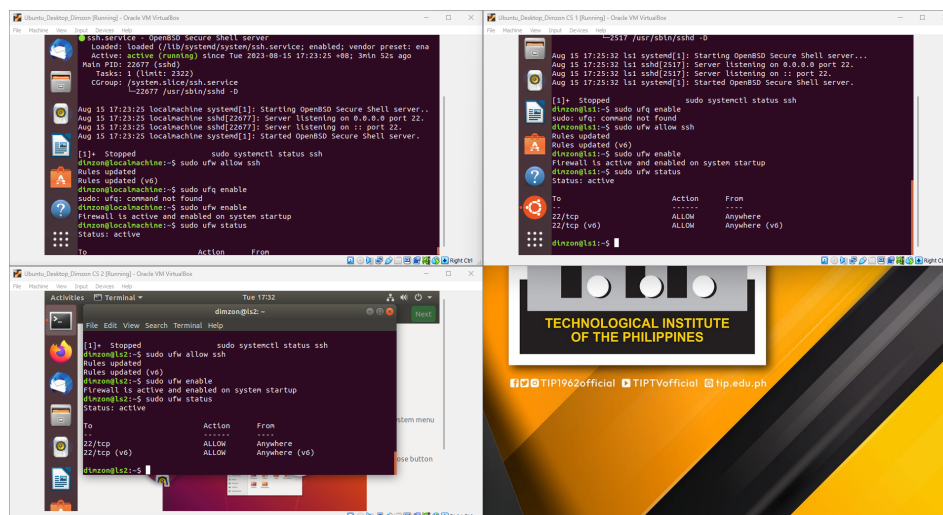 Ubuntu_Desktop_Dimzon [Running] - Oracle VM VirtualBox
File Machine View Input Devices Help
ssh.service - OpenBSD Secure Shell server
Loaded: loaded (/lib/systemd/system/ssh.service; enabled; vendor preset: ena
Active: active (running) since Tue 2023-08-15 17:23:25 +08; 3min 52s ago
Main PID: 22677 (sshd)
Tasks: 1 (limit: 2322)
CGroup: /system.slice/ssh.service
└─22677 /usr/sbin/sshd -D
Aug 15 17:23:25 localmachine systemd[1]: Starting OpenBSD Secure Shell server..
Aug 15 17:23:25 localmachine sshd[22677]: Server listening on 0.0.0.0 port 22.
Aug 15 17:23:25 localmachine sshd[22677]: Server listening on :: port 22.
Aug 15 17:23:25 localmachine systemd[1]: Started OpenBSD Secure Shell server.
[1]+ Stopped sudo systemctl status ssh
dimzon@localmachine:~$ sudo ufw allow ssh
Rules updated
Rules updated (v6)
dimzon@localmachine:~$ sudo ufq enable
sudo: ufq: command not found
dimzon@localmachine:~$ sudo ufw enable
Firewall is active and enabled on system startup
dimzon@localmachine:~$ sudo ufw status
Status: active
To Action From
Right Ctrl
Ubuntu_Desktop_Dimzon CS 1 [Running] - Oracle VM VirtualBox
File Machine View Input Devices Help
└─2517 /usr/sbin/sshd -D
Aug 15 17:25:32 ls1 systemd[1]: Starting OpenBSD Secure Shell server...
Aug 15 17:25:32 ls1 sshd[2517]: Server listening on 0.0.0.0 port 22.
Aug 15 17:25:32 ls1 sshd[2517]: Server listening on :: port 22.
Aug 15 17:25:32 ls1 systemd[1]: Started OpenBSD Secure Shell server.
[1]+ Stopped sudo systemctl status ssh
dimzon@ls1:~$ sudo ufq enable
sudo: ufq: command not found
dimzon@ls1:~$ sudo ufw allow ssh
Rules updated
Rules updated (v6)
dimzon@ls1:~$ sudo ufw enable
Firewall is active and enabled on system startup
dimzon@ls1:~$ sudo ufw status
Status: active
To Action From
-- ------ ----
22/tcp ALLOW Anywhere
22/tcp (v6) ALLOW Anywhere (v6)
dimzon@ls1:~$
Right Ct
Ubuntu_Desktop_Dimzon CS 2 [Running] - Oracle VM VirtualBox
File Machine View Input Devices Help
Activities Terminal Tue 17:32
dimzon@ls2: ~
Next
File Edit View Search Terminal Help
[1]+ Stopped sudo systemctl status ssh
dimzon@ls2:~$ sudo ufw allow ssh
Rules updated
Rules updated (v6)
dimzon@ls2:~$ sudo ufw enable
Firewall is active and enabled on system startup
dimzon@ls2:~$ sudo ufw status
Status: active
To Action From
-- ------ ----
22/tcp ALLOW Anywhere
22/tcp (v6) ALLOW Anywhere (v6)
dimzon@ls2:~$
stem menu
ose button
TECHNOLOGICAL INSTITUTE
OF THE PHILIPPINES
TIP1962official TIPTVofficial tip.edu.ph